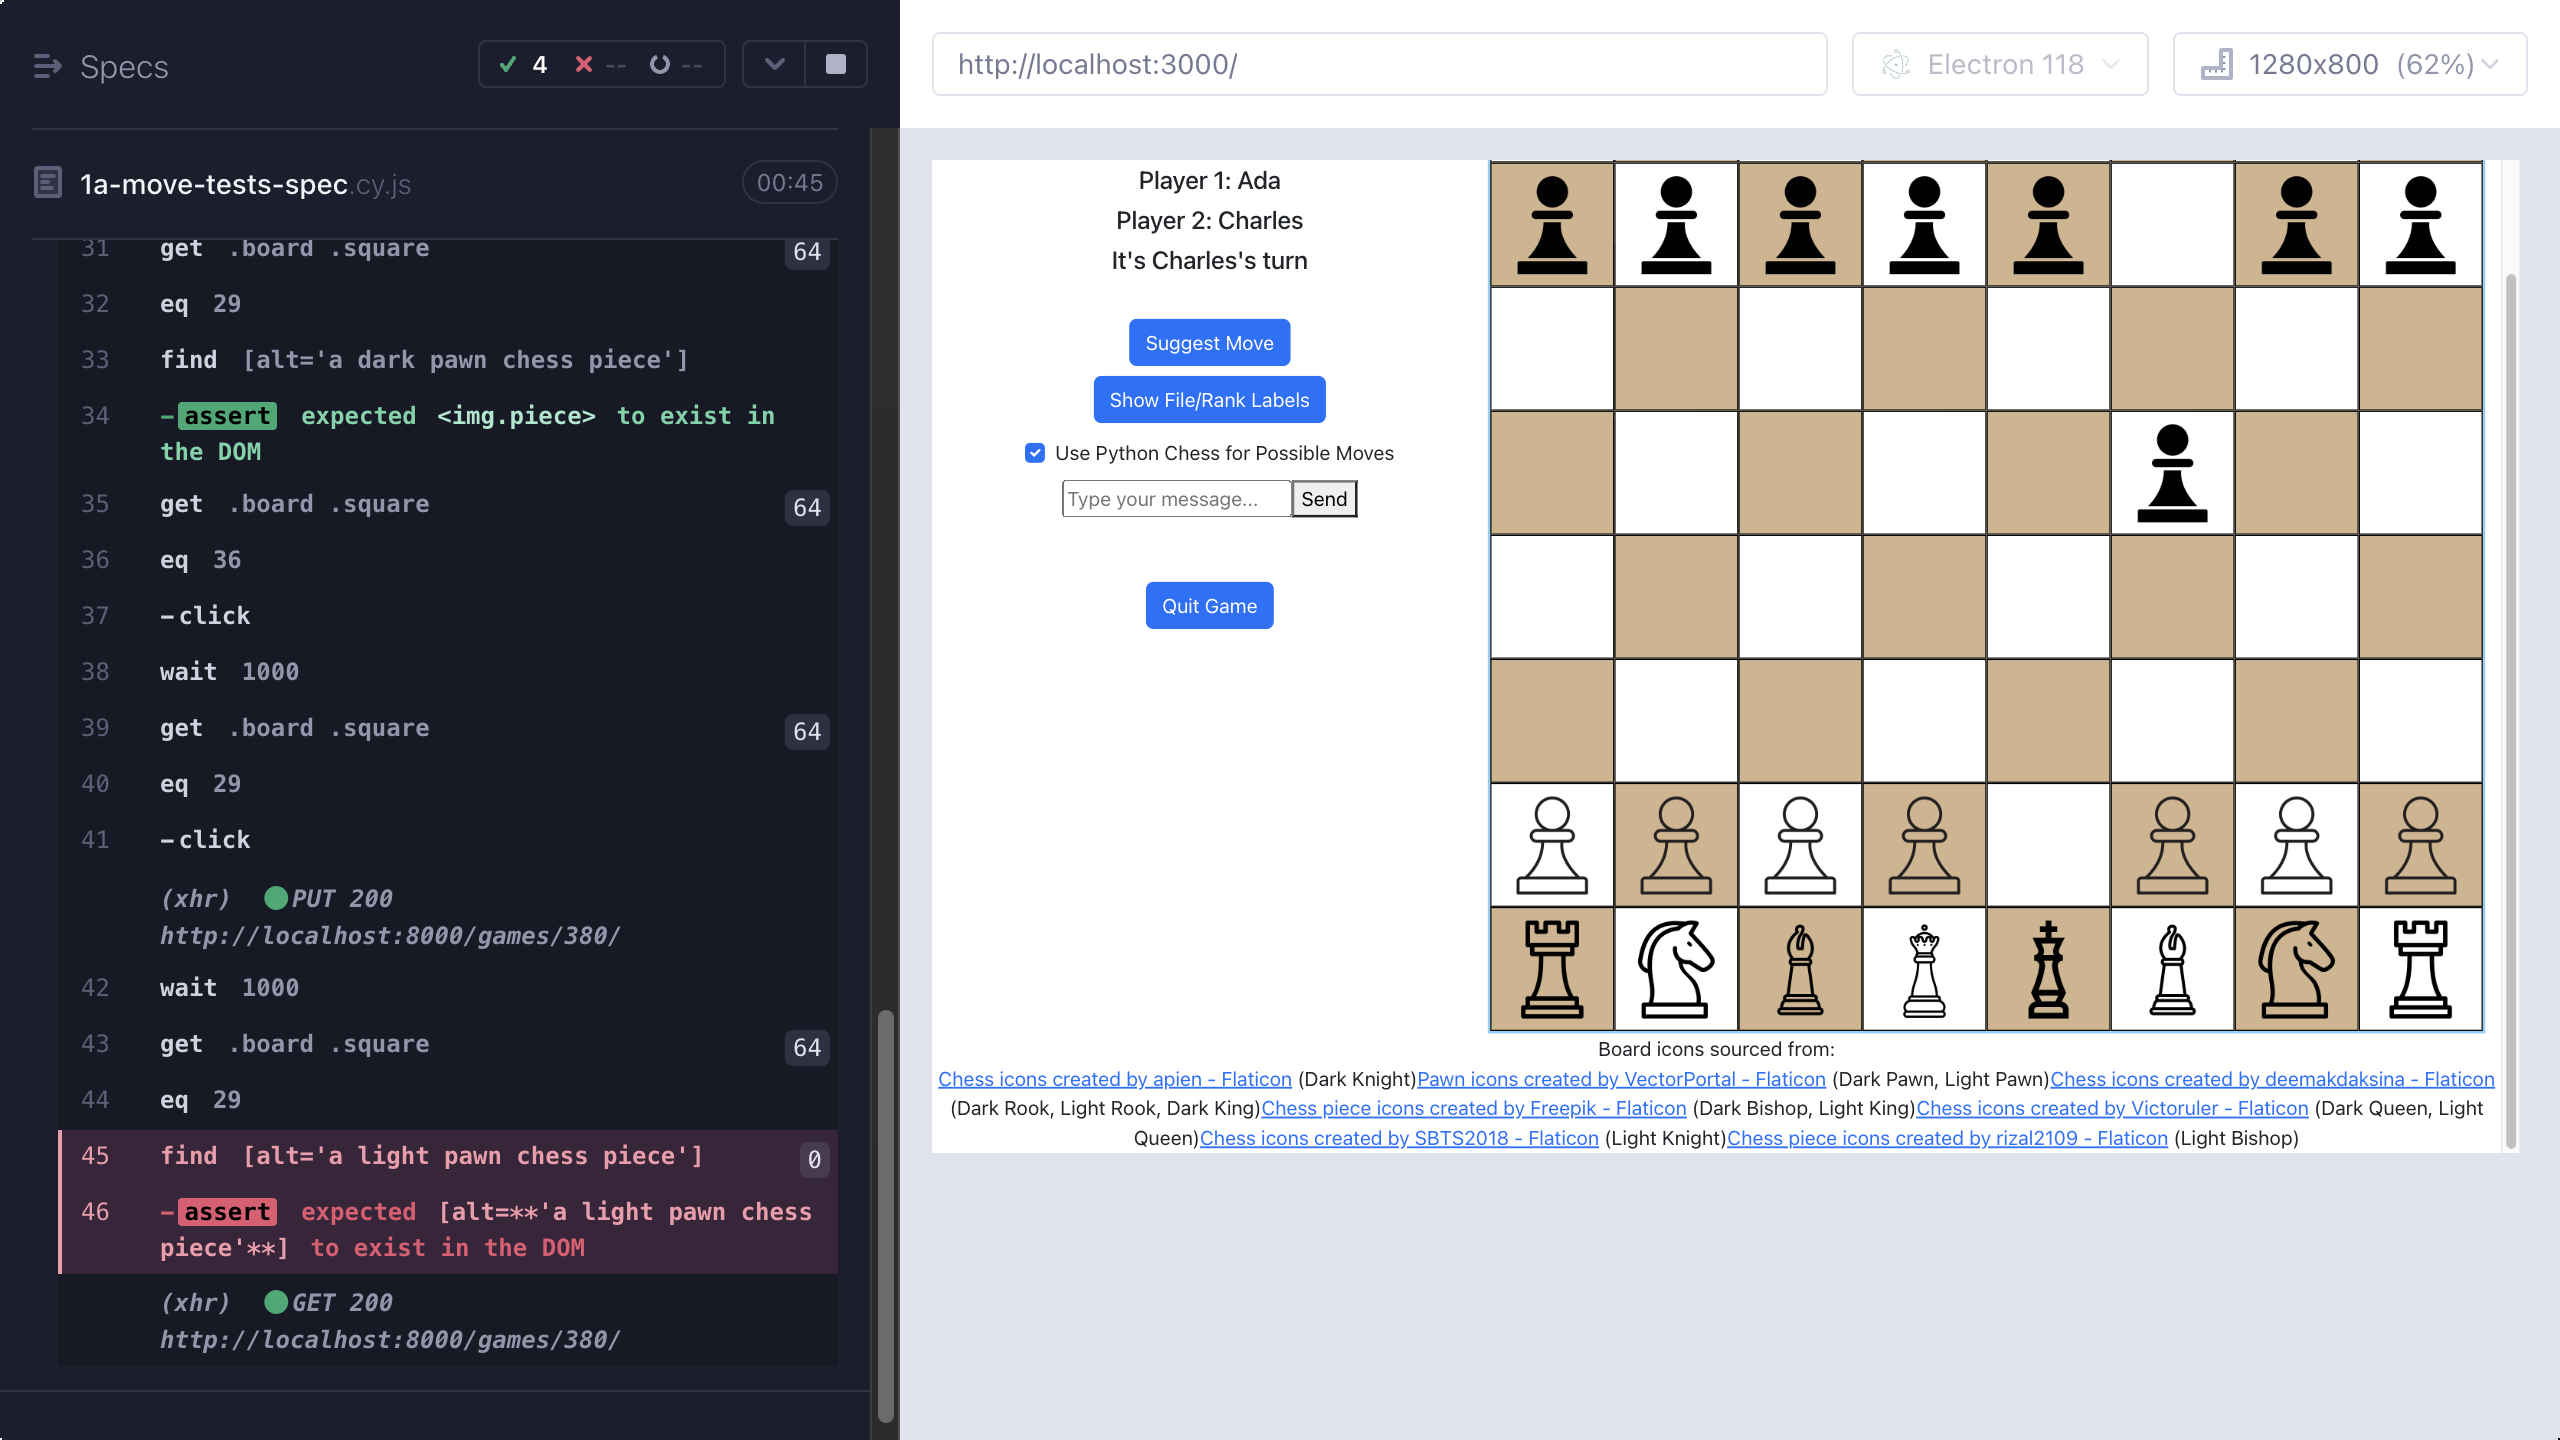 Specs
4
--
--
1a-move-tests-spec.cy.js
00:45
31 get .board .square 64
32 eq 29
33 find [alt='a dark pawn chess piece']
34 -assert expected <img.piece> to exist in
the DOM
35 get .board .square 64
36 eq 36
37 -click
38 wait 1000
39 get .board .square 64
40 eq 29
41 -click
(xhr) PUT 200
http://localhost:8000/games/380/
42 wait 1000
43 get .board .square 64
44 eq 29
45 find [alt='a light pawn chess piece'] 0
46 -assert expected [alt=**'a light pawn chess
piece'**] to exist in the DOM
(xhr) GET 200
http://localhost:8000/games/380/
http://localhost:3000/
Electron 118
1280x800 (62%)
Player 1: Ada
Player 2: Charles
It's Charles's turn
Suggest Move
Show File/Rank Labels
Use Python Chess for Possible Moves
Type your message...
Send
Quit Game
Board icons sourced from:
Chess icons created by apien - Flaticon (Dark Knight)Pawn icons created by VectorPortal - Flaticon (Dark Pawn, Light Pawn)Chess icons created by deemakdaksina - Flaticon
(Dark Rook, Light Rook, Dark King)Chess piece icons created by Freepik - Flaticon (Dark Bishop, Light King)Chess icons created by Victoruler - Flaticon (Dark Queen, Light
Queen)Chess icons created by SBTS2018 - Flaticon (Light Knight)Chess piece icons created by rizal2109 - Flaticon (Light Bishop)